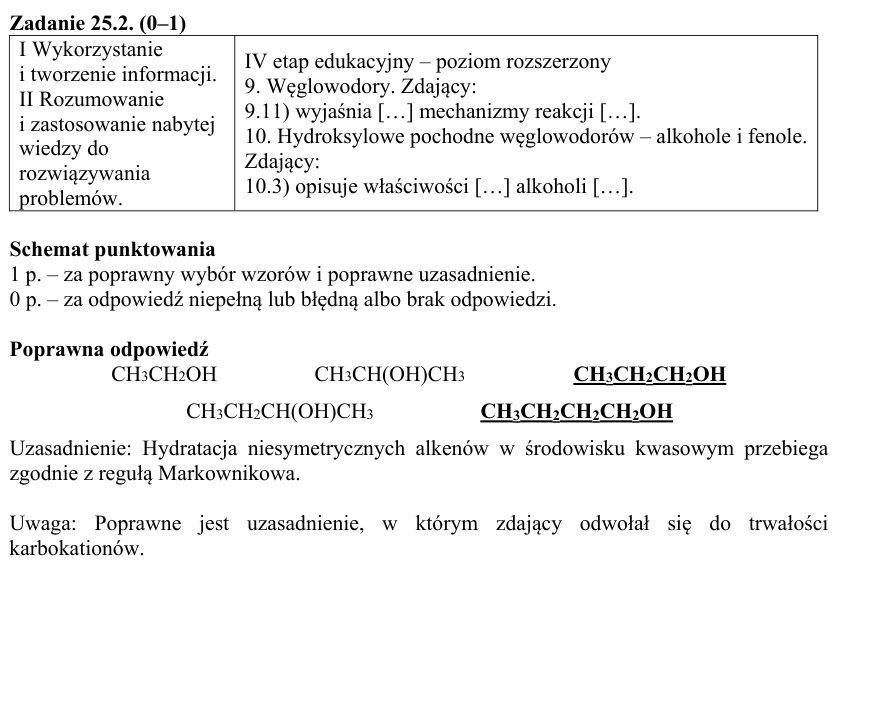 Zadanie 25.2. (0–1)
I Wykorzystanie
i tworzenie informacji.
II Rozumowanie
i zastosowanie nabytej
wiedzy do
rozwiązywania
problemów.
IV etap edukacyjny – poziom rozszerzony
9. Węglowodory. Zdający:
9.11) wyjaśnia […] mechanizmy reakcji […].
10. Hydroksylowe pochodne węglowodorów – alkohole i fenole.
Zdający:
10.3) opisuje właściwości […] alkoholi […].
Schemat punktowania
1 p. – za poprawny wybór wzorów i poprawne uzasadnienie.
0 p. – za odpowiedź niepełną lub błędną albo brak odpowiedzi.
Poprawna odpowiedź
CH₃CH₂OH CH₃CH(OH)CH₃ CH₃CH₂CH₂OH
CH₃CH₂CH(OH)CH₃ CH₃CH₂CH₂CH₂OH
Uzasadnienie: Hydratacja niesymetrycznych alkenów w środowisku kwasowym przebiega
zgodnie z regułą Markownikowa.
Uwaga: Poprawne jest uzasadnienie, w którym zdający odwołał się do trwałości
karbokationów.